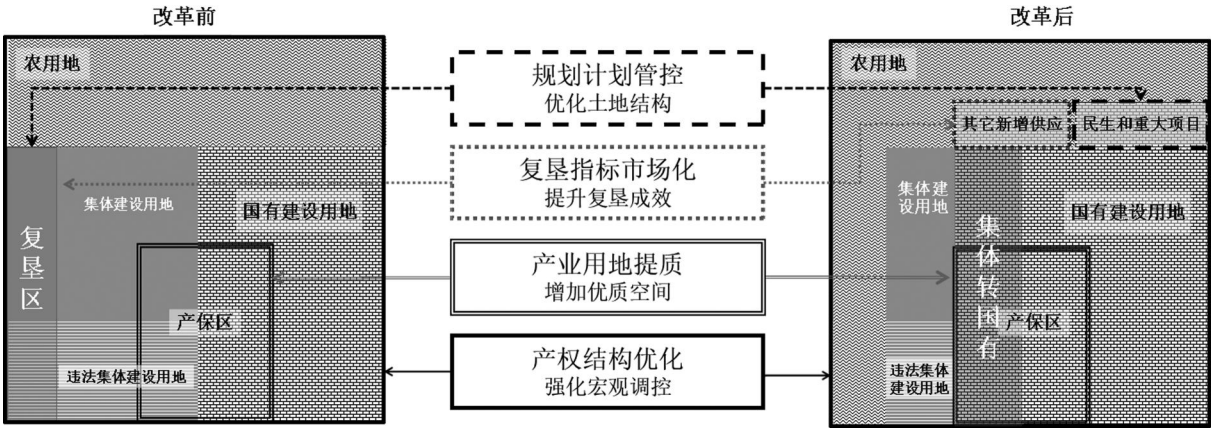 改革前
改革后
农用地
规划计划管控
优化土地结构
农用地
其它新增供应
民生和重大项目
复垦指标市场化
提升复垦成效
集体建设用地
国有建设用地
复垦区
集体建
设用地
国有建设用地
集体转国有
产业用地提质
增加优质空间
产保区
产保区
产权结构优化
强化宏观调控
违法集体建设用地
违法集体
建设用地